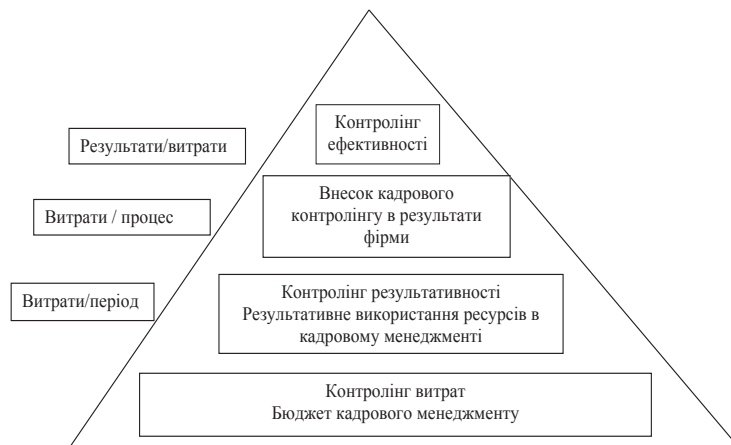 Контролінг
ефективності
Результати/витрати
Внесок кадрового
контролінгу в результати
фірми
Витрати / процес
Контролінг результативності
Результативне використання ресурсів в
кадровому менеджменті
Витрати/період
Контролінг витрат
Бюджет кадрового менеджменту